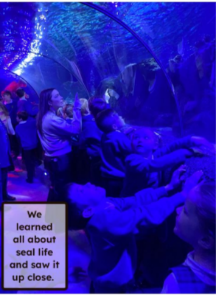 We
learned
all about
seal life
and saw it
up close.